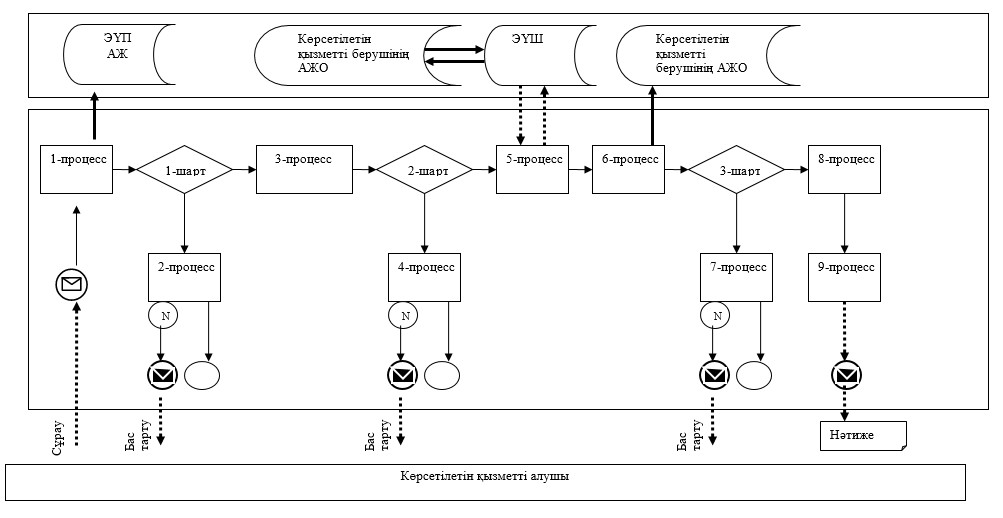 ЭҮП
АЖ
Көрсетілетін
қызметті берушінің
АЖО
ЭҮШ
Көрсетілетін
қызметті
берушінің АЖО
1-процесс
1-шарт
3-процесс
2-шарт
5-процесс
6-процесс
3-шарт
8-процесс
2-процесс
4-процесс
7-процесс
9-процесс
N
N
N
Сұрау
Бас
тарту
Бас
тарту
Бас
тарту
Нәтиже
Көрсетілетін қызметті алушы